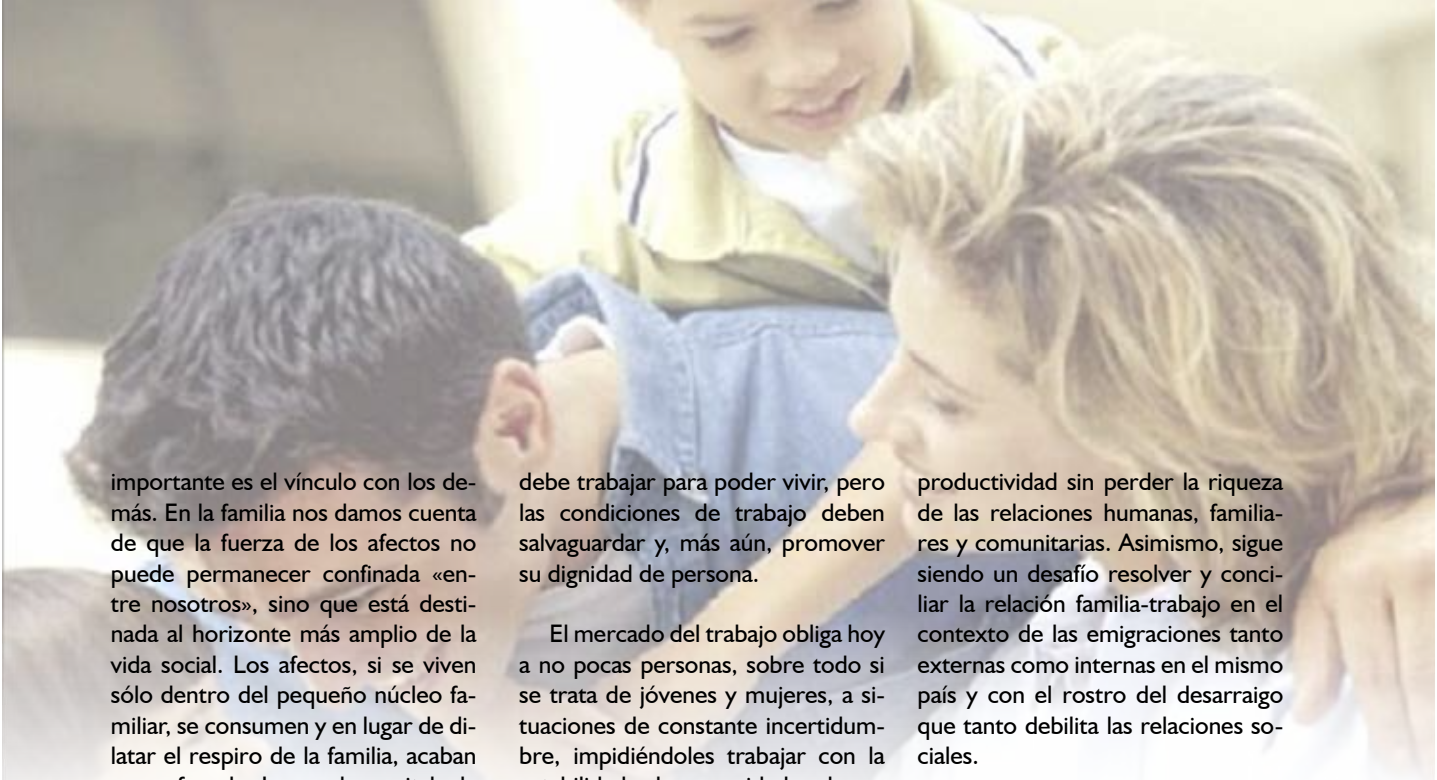 importante es el vínculo con los de-
más. En la familia nos damos cuenta
de que la fuerza de los afectos no
puede permanecer confinada «en-
tre nosotros», sino que está desti-
nada al horizonte más amplio de la
vida social. Los afectos, si se viven
sólo dentro del pequeño núcleo fa-
miliar, se consumen y en lugar de di-
latar el respiro de la familia, acaban
debe trabajar para poder vivir, pero
las condiciones de trabajo deben
salvaguardar y, más aún, promover
su dignidad de persona.
El mercado del trabajo obliga hoy
a no pocas personas, sobre todo si
se trata de jóvenes y mujeres, a si-
tuaciones de constante incertidum-
bre, impidiéndoles trabajar con la
productividad sin perder la riqueza
de las relaciones humanas, familia-
res y comunitarias. Asimismo, sigue
siendo un desafío resolver y conci-
liar la relación familia-trabajo en el
contexto de las emigraciones tanto
externas como internas en el mismo
país y con el rostro del desarraigo
que tanto debilita las relaciones so-
ciales.